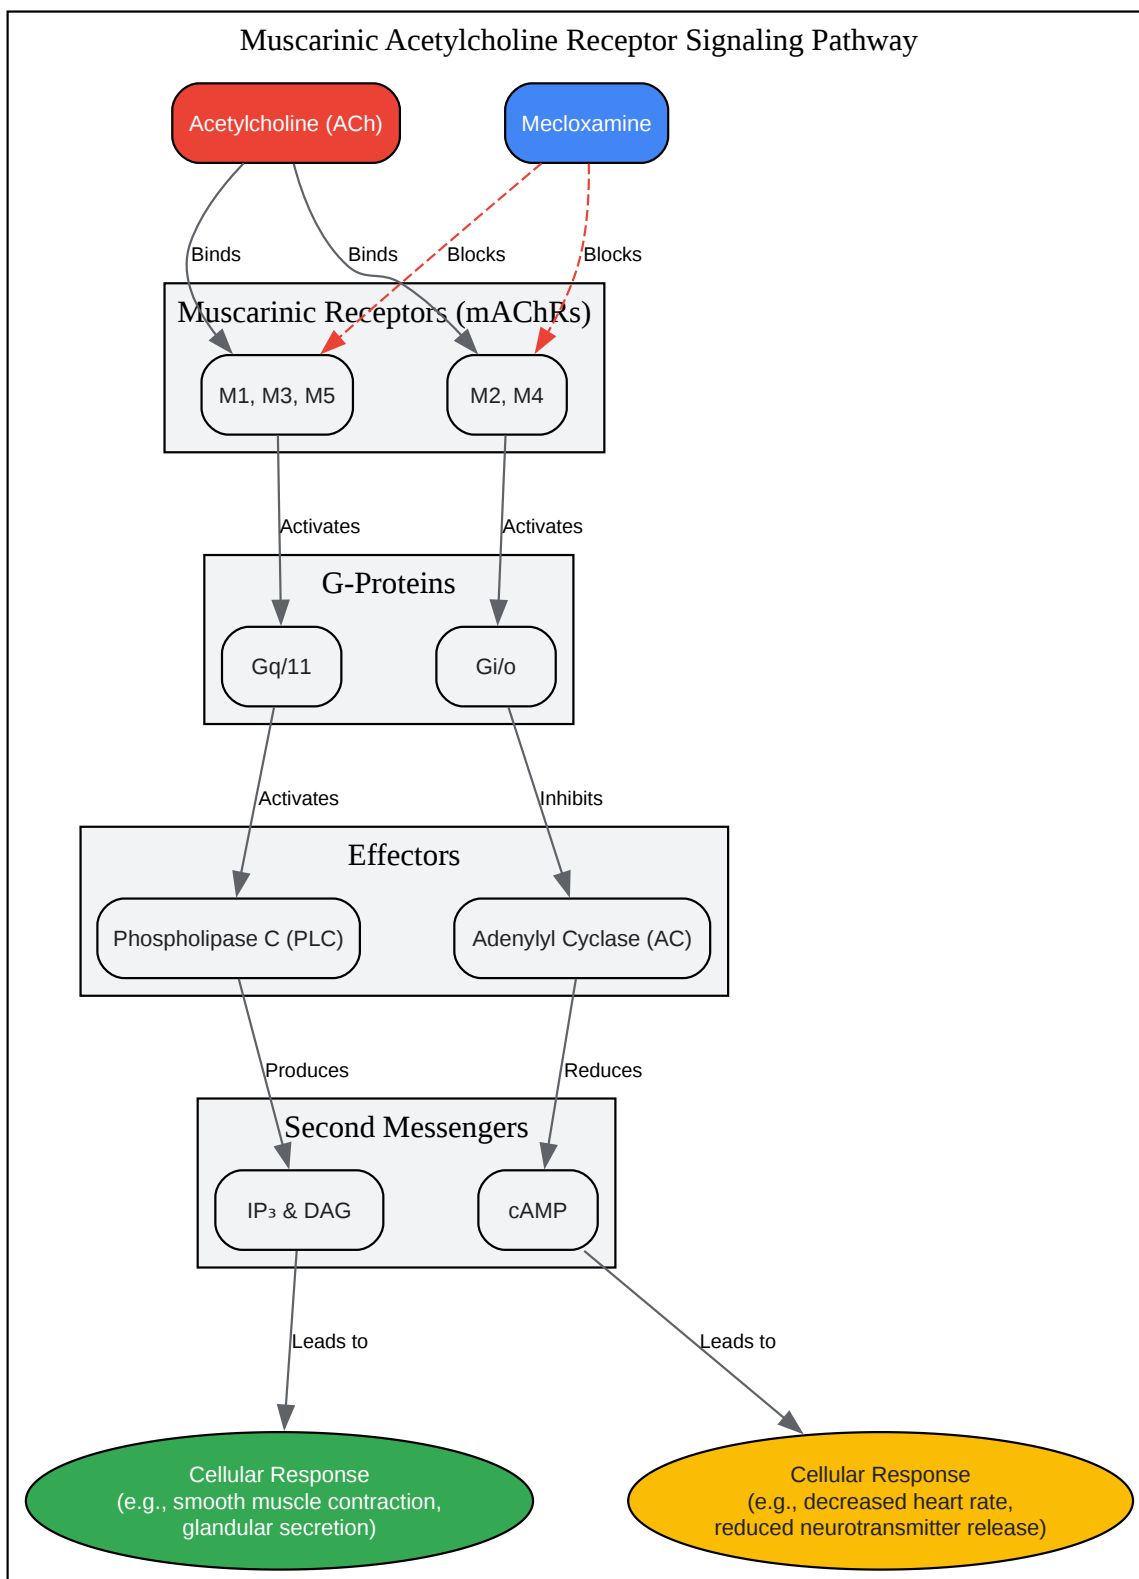 Muscarinic Acetylcholine Receptor Signaling Pathway
Acetylcholine (ACh)
Mecloxamine
Binds
Binds
Blocks
Blocks
Muscarinic Receptors (mAChRs)
M1, M3, M5
M2, M4
Activates
Activates
G-Proteins
Gq/11
Gi/o
Activates
Inhibits
Effectors
Phospholipase C (PLC)
Adenylyl Cyclase (AC)
Produces
Reduces
Second Messengers
IP₃ & DAG
cAMP
Leads to
Leads to
Cellular Response
(e.g., smooth muscle contraction,
glandular secretion)
Cellular Response
(e.g., decreased heart rate,
reduced neurotransmitter release)